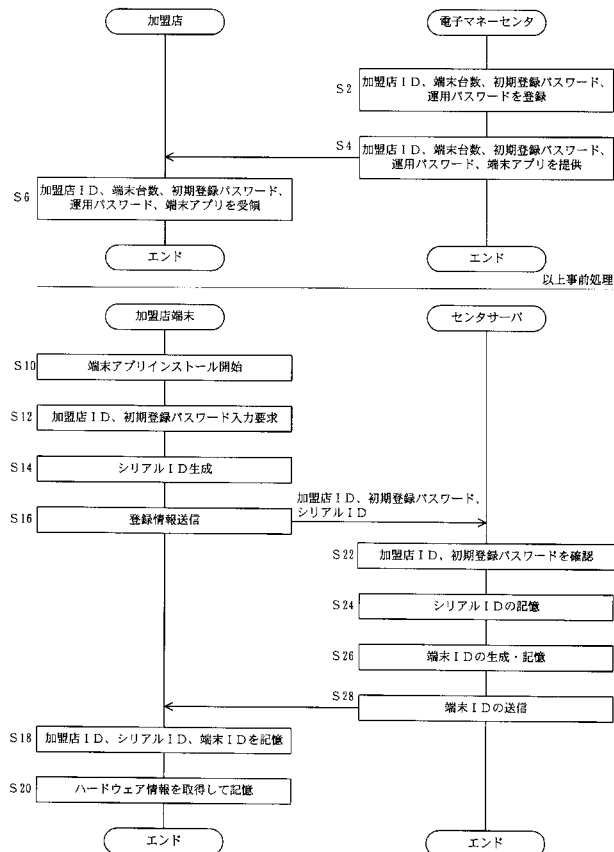 加盟店
電子マネーセンタ
S2
加盟店ID、端末台数、初期登録パスワード、
運用パスワードを登録
S4
加盟店ID、端末台数、初期登録パスワード、
運用パスワード、端末アプリを提供
S6
加盟店ID、端末台数、初期登録パスワード、
運用パスワード、端末アプリを受領
エンド
エンド
以上事前処理
加盟店端末
センタサーバ
S10
端末アプリインストール開始
S12
加盟店ID、初期登録パスワード入力要求
S14
シリアルID生成
加盟店ID、初期登録パスワード、
シリアルID
S16
登録情報送信
S22
加盟店ID、初期登録パスワードを確認
S24
シリアルIDの記憶
S26
端末IDの生成・記憶
S28
端末IDの送信
S18
加盟店ID、シリアルID、端末IDを記憶
S20
ハードウェア情報を取得して記憶
エンド
エンド